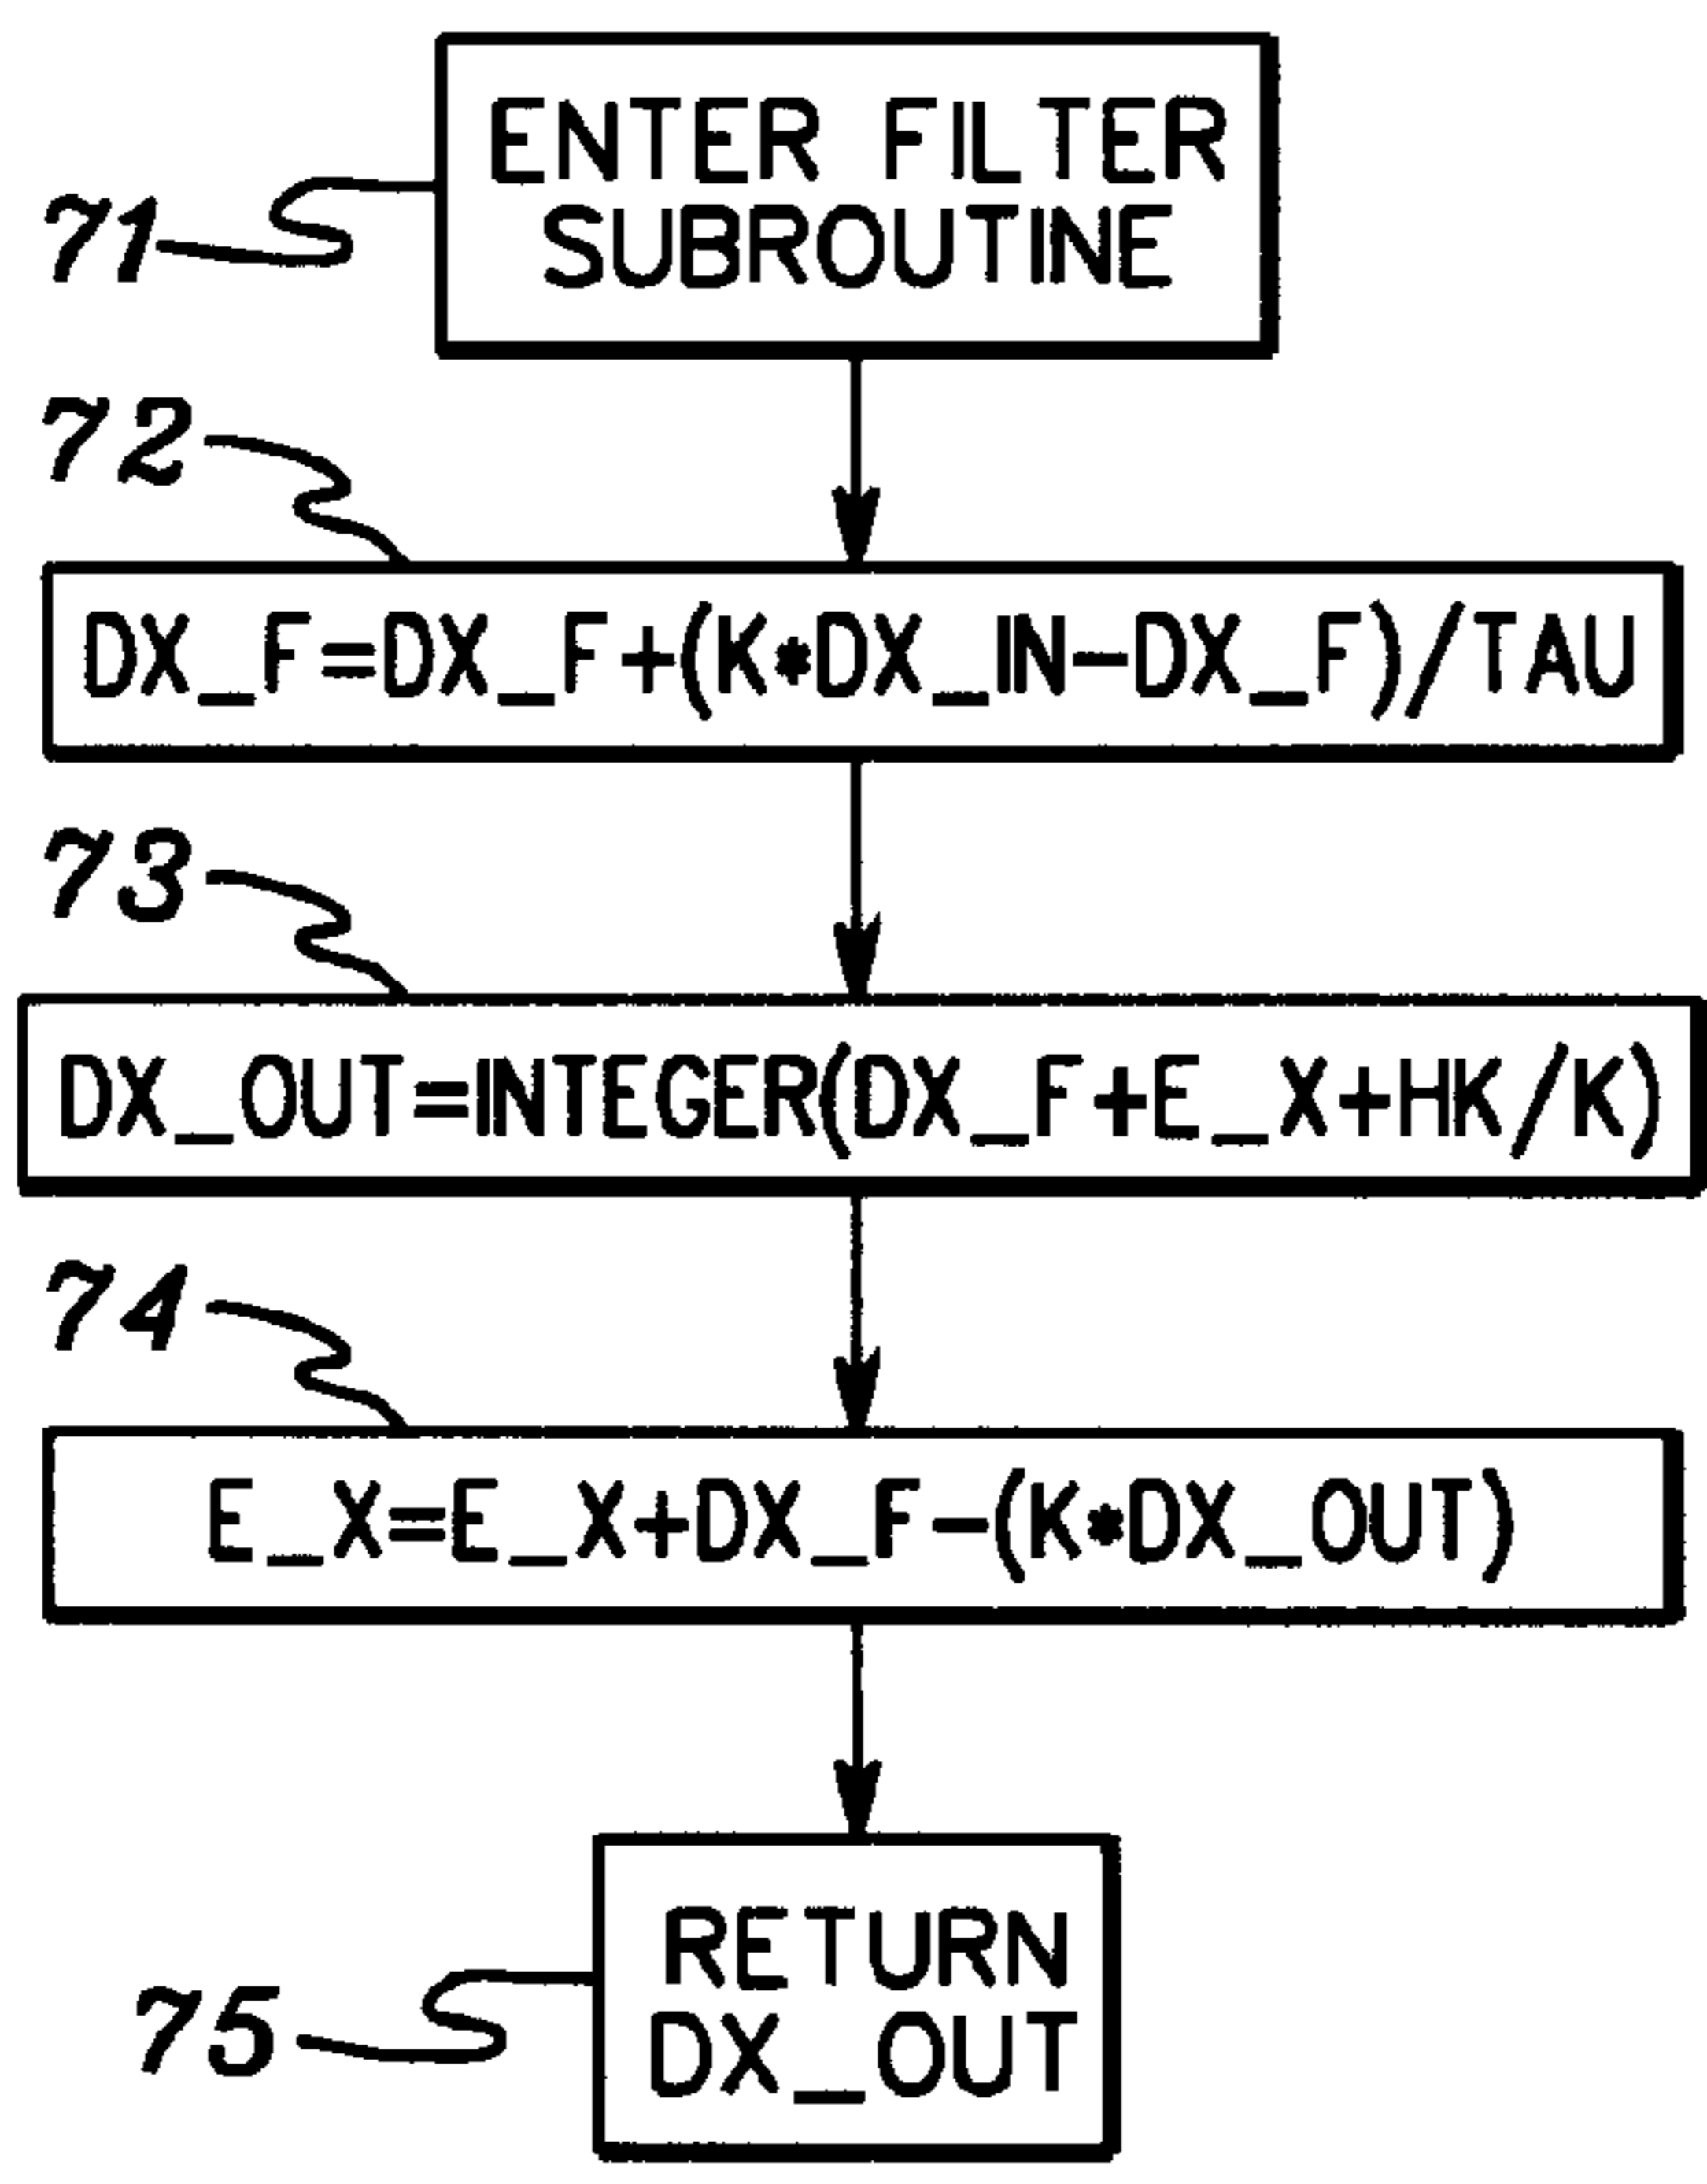 71
ENTER FILTER
SUBROUTINE
72
DX_F=DX_F+(K*DX_IN-DX_F)/TAU
73
DX_OUT=INTEGER(DX_F+E_X+HK/K)
74
E_X=E_X+DX_F-(K*DX_OUT)
75
RETURN
DX_OUT